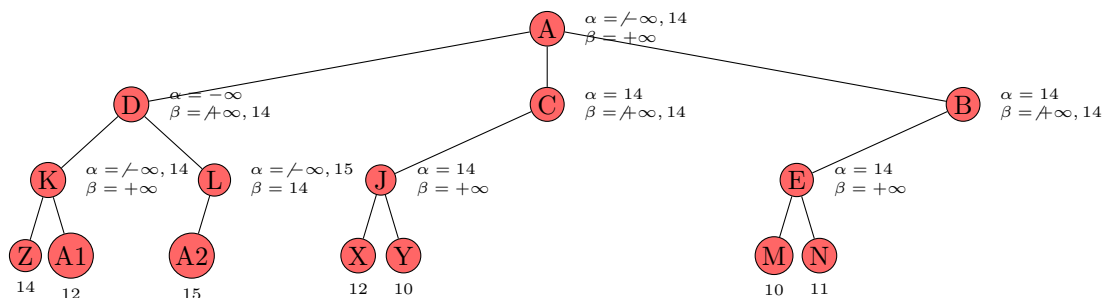 A
α = -∞, 14
β = +∞
D
α = -∞
β = +∞, 14
C
α = 14
β = +∞, 14
B
α = 14
β = +∞, 14
K
α = -∞, 14
β = +∞
L
α = -∞, 15
β = 14
J
α = 14
β = +∞
E
α = 14
β = +∞
Z
A1
A2
X
Y
M
N
14
12
15
12
10
10
11